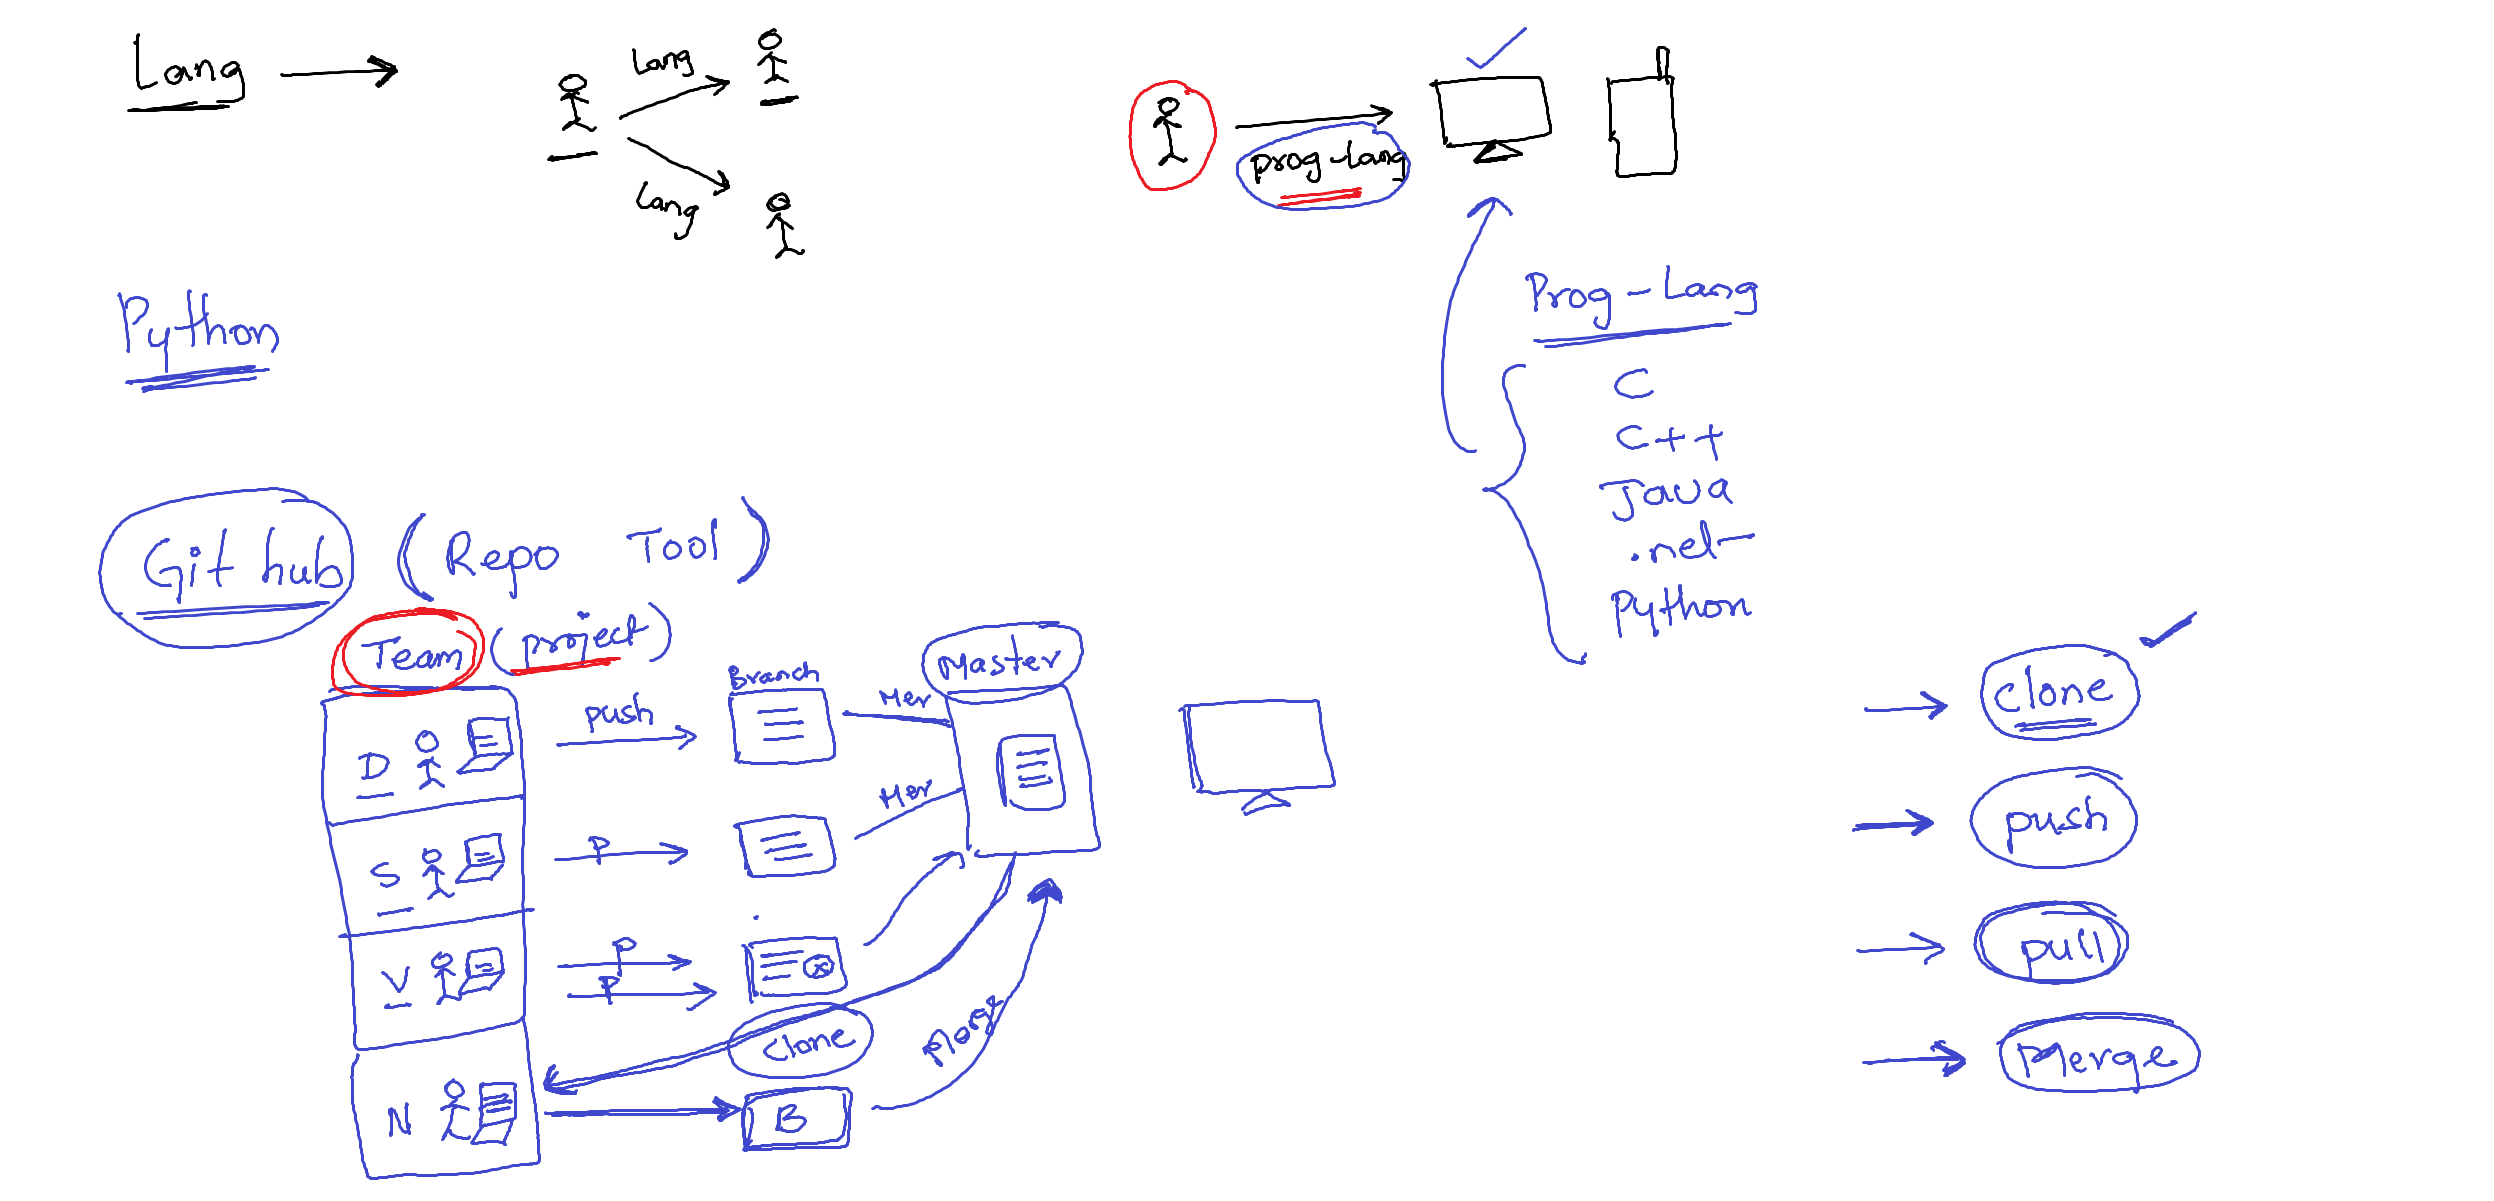 Lang
Lang
Lang
prog-Lang
Python
Prog-Lang
C
C++
Java
.net
Python
Git Hub (Repo Tool)
Team (project)
Branch
Master
D
push
Mer
S
P
Mer
V
P
P
Clone
Merge
N
B
Clone
push
pull
Merge